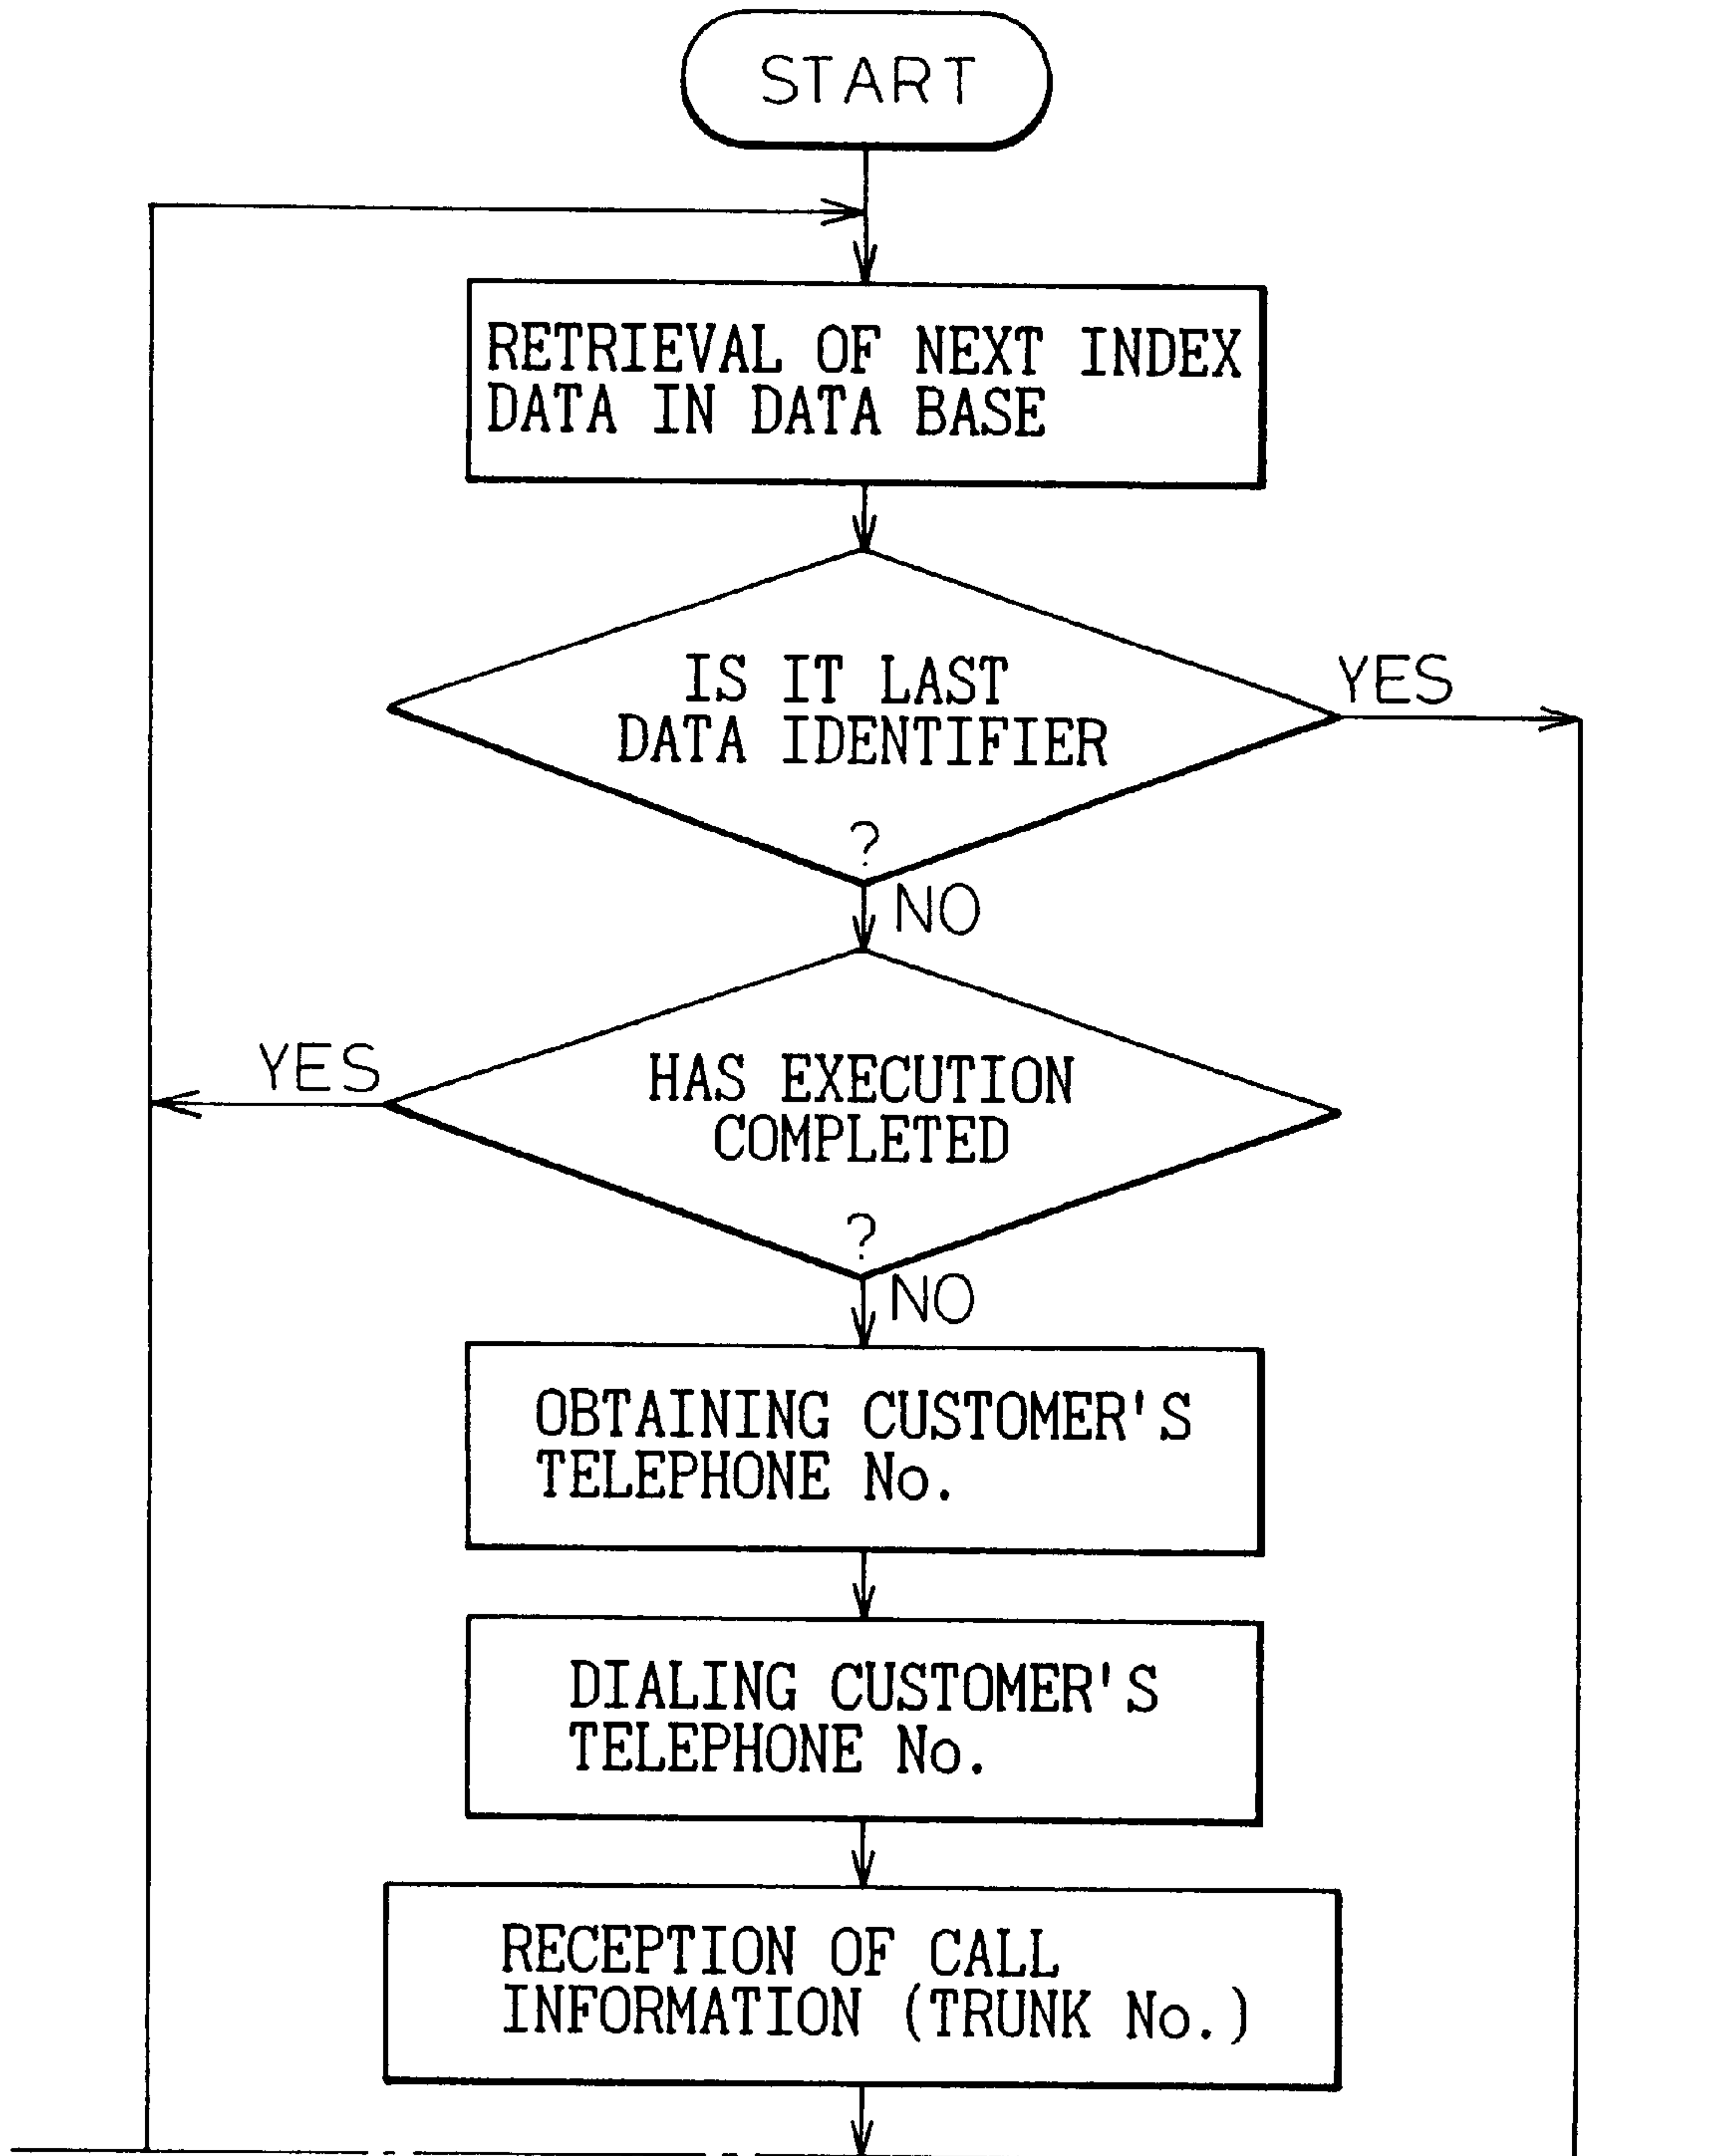 START
RETRIEVAL OF NEXT INDEX
DATA IN DATA BASE
IS IT LAST
DATA IDENTIFIER
?
YES
NO
HAS EXECUTION
COMPLETED
?
YES
NO
OBTAINING CUSTOMER'S
TELEPHONE No.
DIALING CUSTOMER'S
TELEPHONE No.
RECEPTION OF CALL
INFORMATION (TRUNK No.)